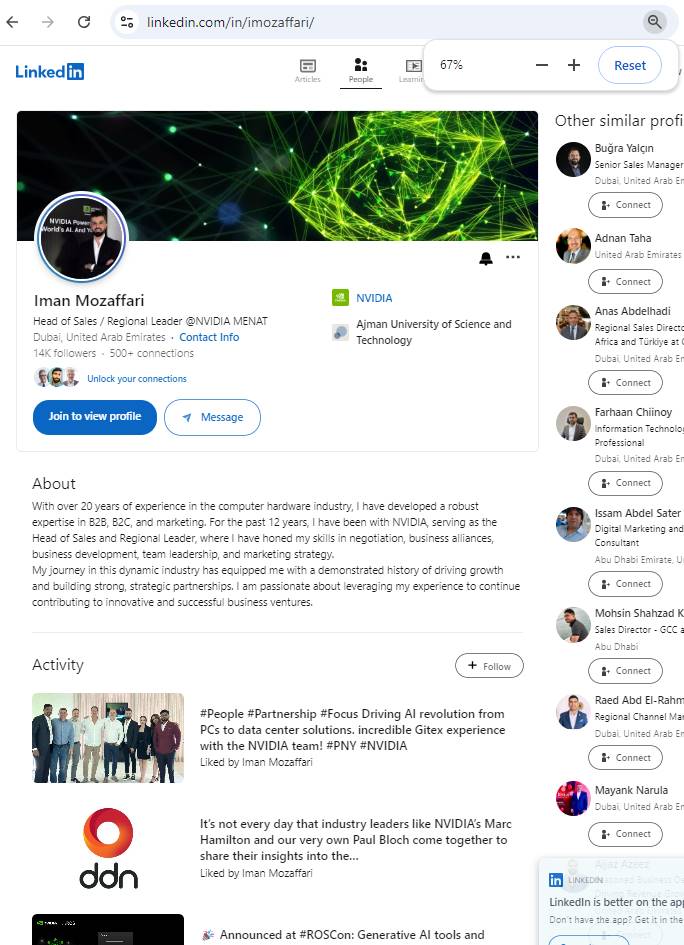 linkedin.com/in/imozaffari/
67%
Reset
Linked in
Articles
People
Learnin
NVIDIA Power
World's AI. And Yo
Iman Mozaffari
Head of Sales / Regional Leader @NVIDIA MENAT
Dubai, United Arab Emirates · Contact Info
14K followers · 500+ connections
Unlock your connections
Join to view profile
Message
NVIDIA
Ajman University of Science and
Technology
About
With over 20 years of experience in the computer hardware industry, I have developed a robust
expertise in B2B, B2C, and marketing. For the past 12 years, I have been with NVIDIA, serving as the
Head of Sales and Regional Leader, where I have honed my skills in negotiation, business alliances,
business development, team leadership, and marketing strategy.
My journey in this dynamic industry has equipped me with a demonstrated history of driving growth
and building strong, strategic partnerships. I am passionate about leveraging my experience to continue
contributing to innovative and successful business ventures.
Activity
Follow
#People #Partnership #Focus Driving AI revolution from
PCs to data center solutions. incredible Gitex experience
with the NVIDIA team! #PNY #NVIDIA
Liked by Iman Mozaffari
ddn
It's not every day that industry leaders like NVIDIA's Marc
Hamilton and our very own Paul Bloch come together to
share their insights into the...
Liked by Iman Mozaffari
🎉 Announced at #ROSCon: Generative AI tools and
Other similar profi
Buğra Yalçın
Senior Sales Manager
Dubai, United Arab Em
Connect
Adnan Taha
United Arab Emirates
Connect
Anas Abdelhadi
Regional Sales Directo
Africa and Türkiye at
Dubai, United Arab Em
Connect
Farhaan Chiinoy
Information Technolog
Professional
Dubai, United Arab Em
Connect
Issam Abdel Sater
Digital Marketing and
Consultant
Abu Dhabi Emirate, U
Connect
Mohsin Shahzad K
Sales Director - GCC a
Abu Dhabi
Connect
Raed Abd El-Rahm
Regional Channel Mar
Dubai, United Arab Em
Connect
Mayank Narula
Dubai, United Arab Em
Connect
Aijaz Azeez
LINKEDIN
LinkedIn is better on the app
Don't have the app? Get it in the